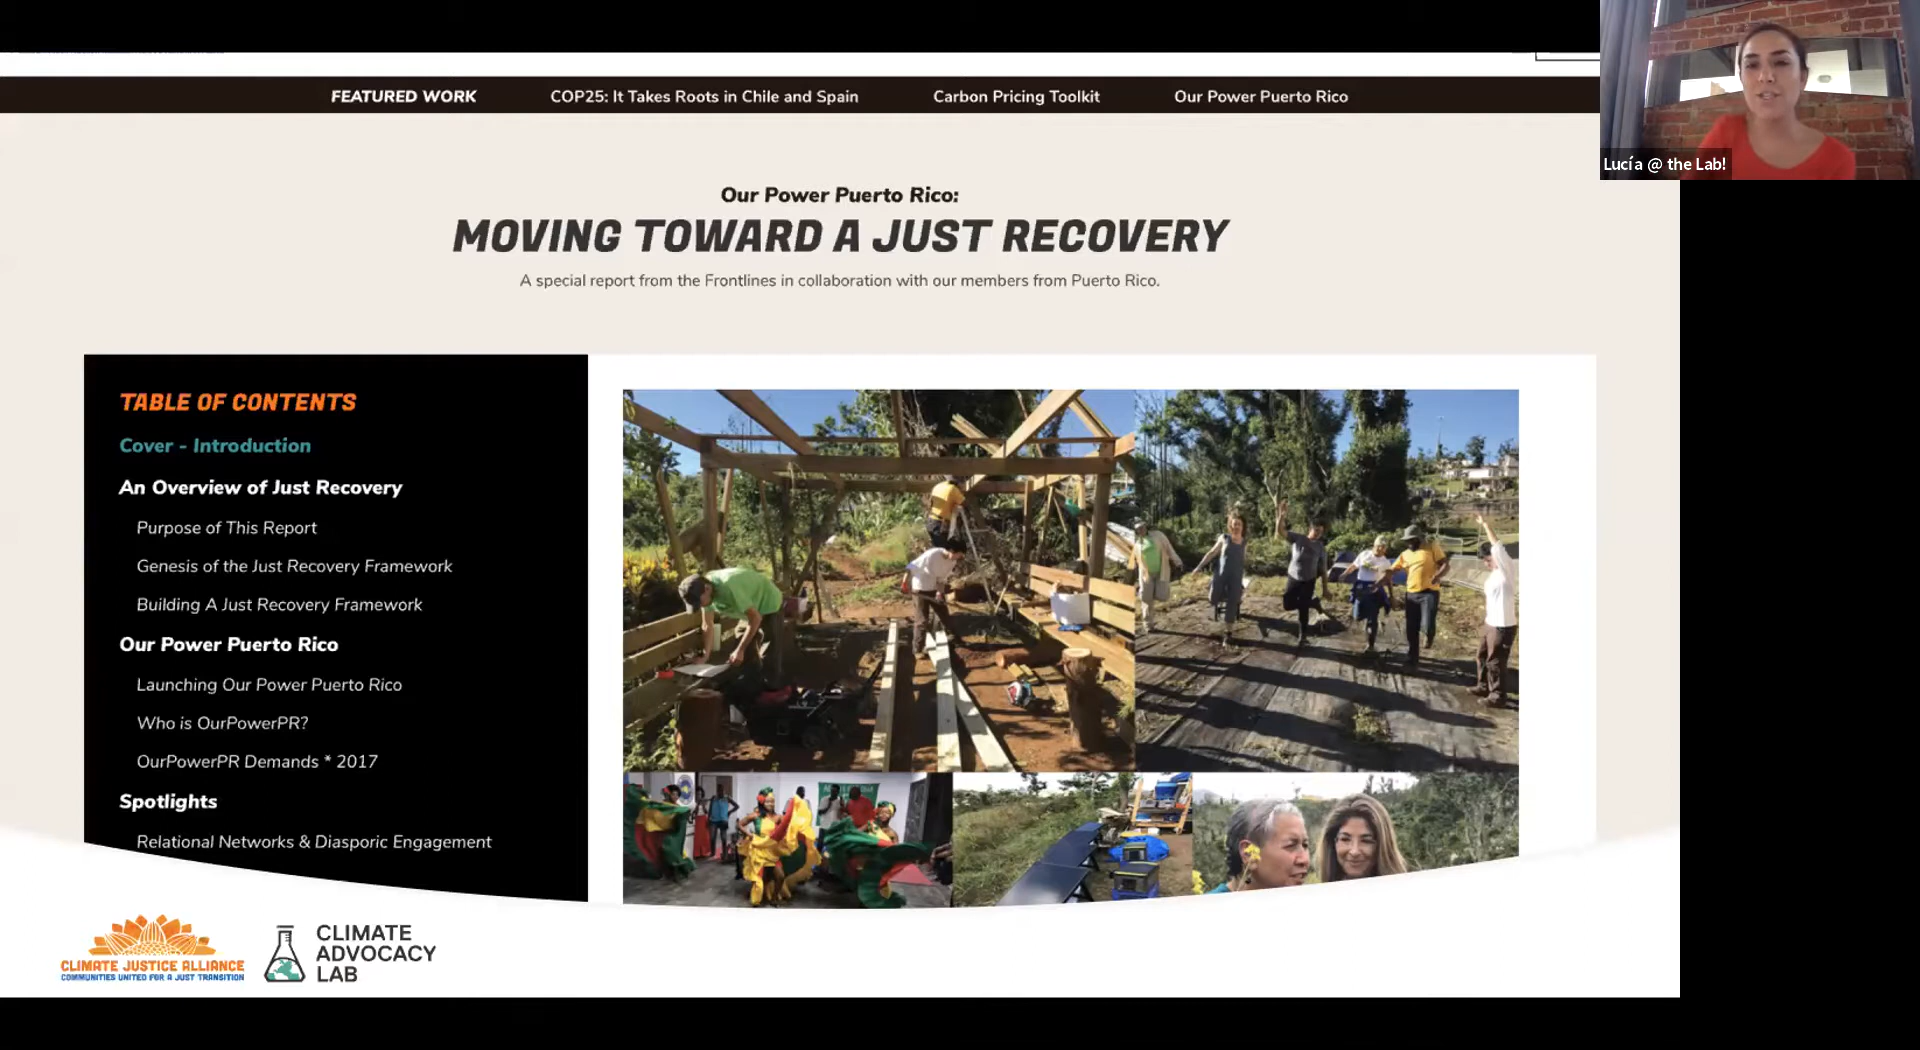 FEATURED WORK
COP25: It Takes Roots in Chile and Spain
Carbon Pricing Toolkit
Our Power Puerto Rico
Lucía @ the Lab!
Our Power Puerto Rico:
MOVING TOWARD A JUST RECOVERY
A special report from the Frontlines in collaboration with our members from Puerto Rico.
TABLE OF CONTENTS
Cover - Introduction
An Overview of Just Recovery
Purpose of This Report
Genesis of the Just Recovery Framework
Building A Just Recovery Framework
Our Power Puerto Rico
Launching Our Power Puerto Rico
Who is OurPowerPR?
OurPowerPR Demands * 2017
Spotlights
Relational Networks & Diasporic Engagement
CLIMATE JUSTICE ALLIANCE
COMMUNITIES UNITED FOR A JUST TRANSITION
CLIMATE
ADVOCACY
LAB